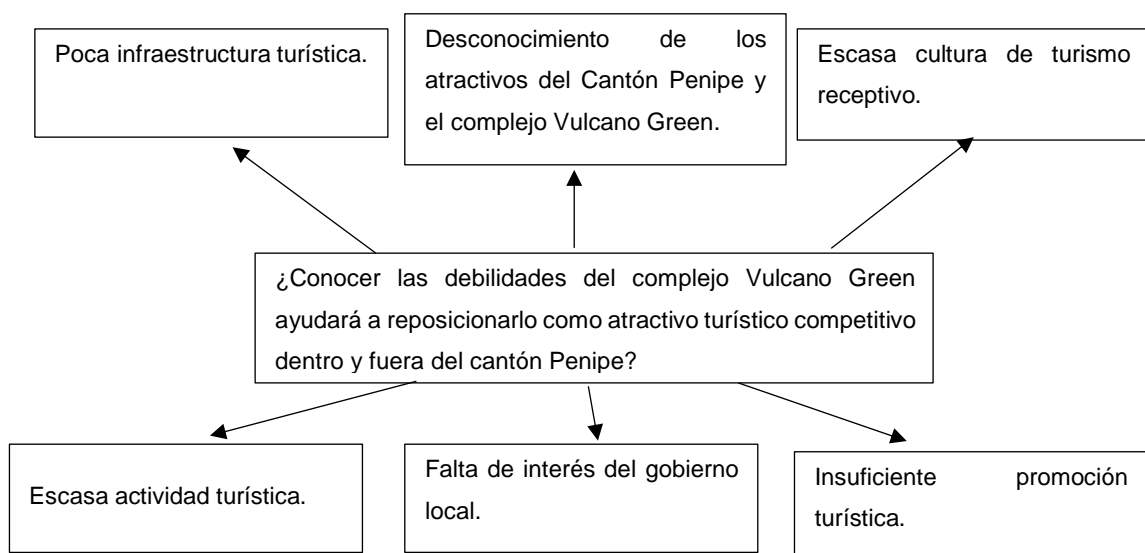 Poca infraestructura turística.
Desconocimiento de los
atractivos del Cantón Penipe y
el complejo Vulcano Green.
Escasa cultura de turismo
receptivo.
¿Conocer las debilidades del complejo Vulcano Green
ayudará a reposicionarlo como atractivo turístico competitivo
dentro y fuera del cantón Penipe?
Escasa actividad turística.
Falta de interés del gobierno
local.
Insuficiente promoción
turística.